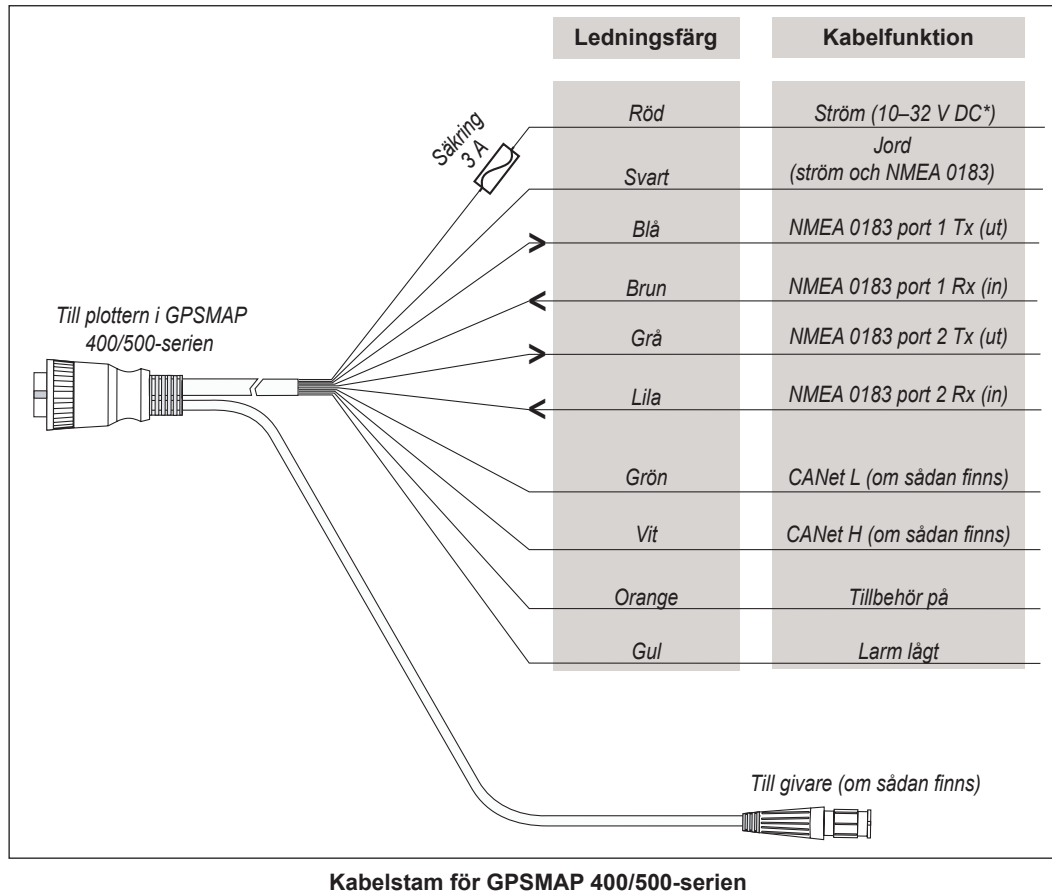 Ledningsfärg Kabelfunktion
Säkring
3 A
Röd Ström (10–32 V DC*)
Svart Jord
(ström och NMEA 0183)
Blå NMEA 0183 port 1 Tx (ut)
Brun NMEA 0183 port 1 Rx (in)
Grå NMEA 0183 port 2 Tx (ut)
Lila NMEA 0183 port 2 Rx (in)
Grön CANet L (om sådan finns)
Vit CANet H (om sådan finns)
Orange Tillbehör på
Gul Larm lågt
Till plottern i GPSMAP
400/500-serien
Till givare (om sådan finns)
Kabelstam för GPSMAP 400/500-serien